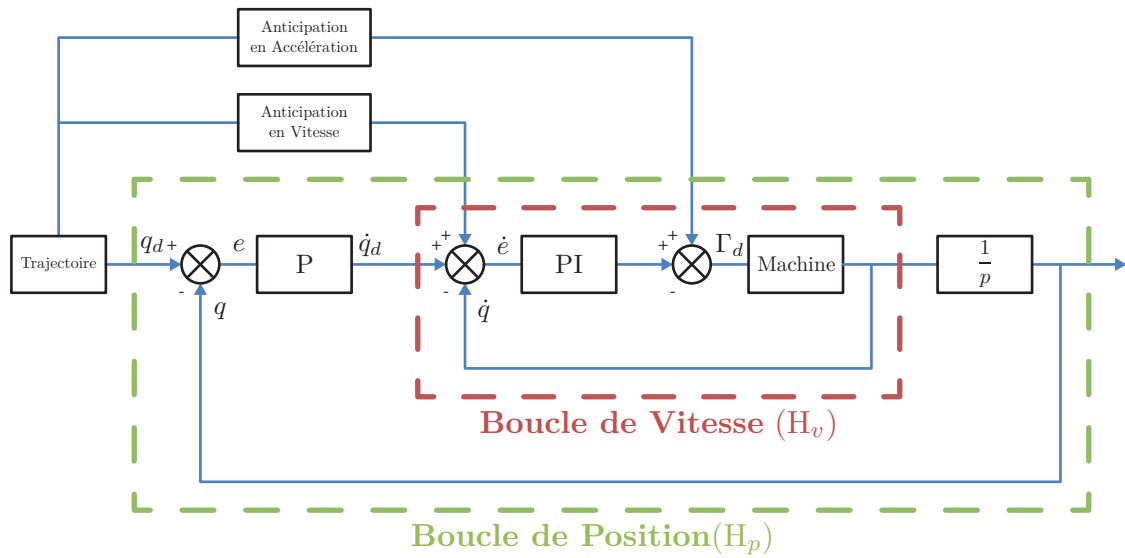 Anticipation
en Accélération
Anticipation
en Vitesse
Trajectoire
q_d
+
-
q
e
P
q̇_d
+
+
+
+
-
q̇
ė
PI
+
+
+
-
Γ_d
Machine
1
p
Boucle de Vitesse (H_v)
Boucle de Position(H_p)